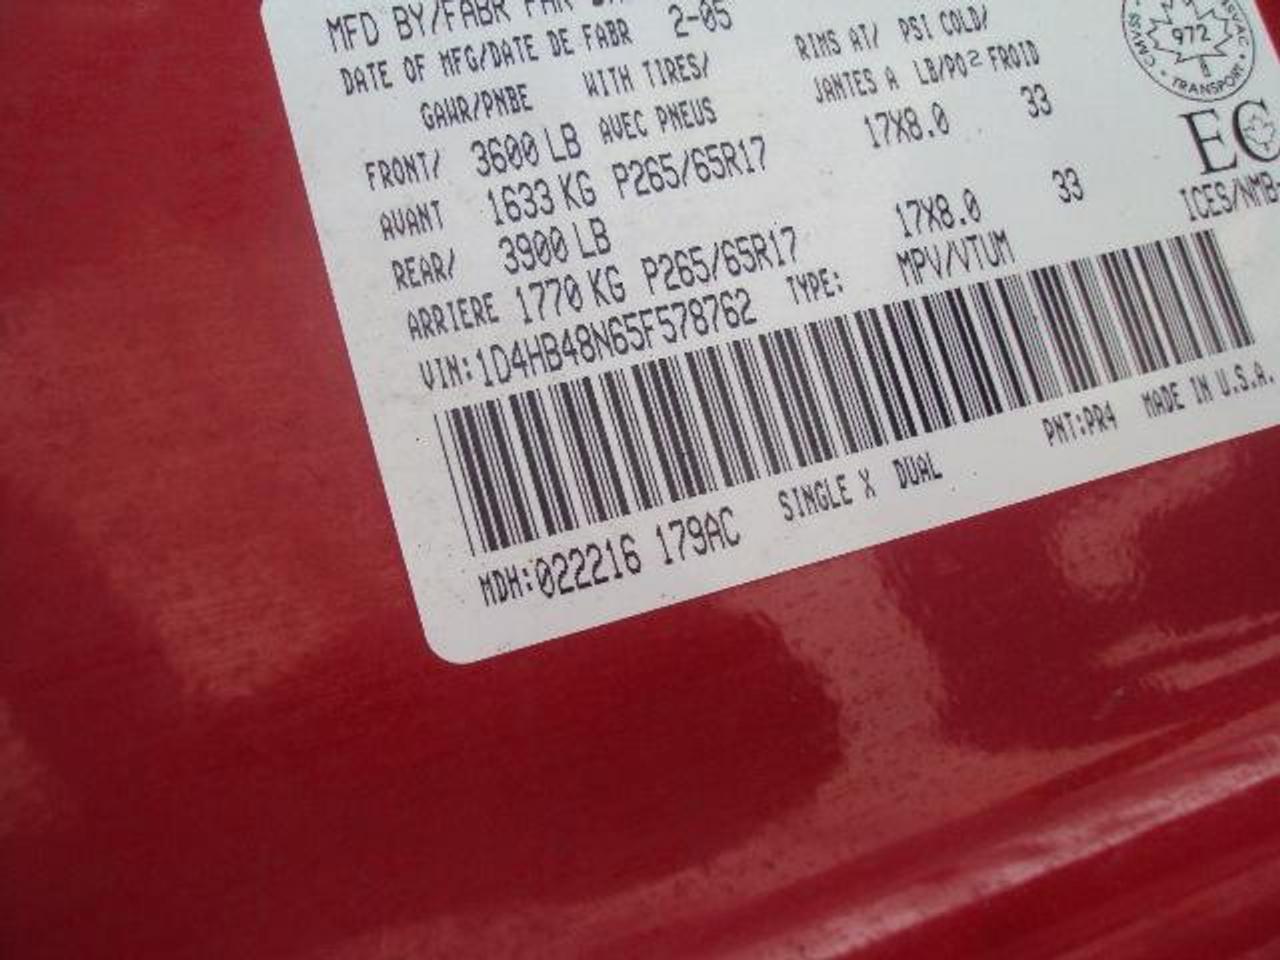 MFD BY/FABR PAR
DATE OF MFG/DATE DE FABR 2-05
GAWR/PNBE WITH TIRES/ RIMS AT/ PSI COLD/
AVEC PNEUS JANTES A LB/PO2 FROID
FRONT/ 3600 LB
AVANT 1633 KG P265/65R17 17X8.0 33
REAR/ 3900 LB
ARRIERE 1770 KG P265/65R17 17X8.0 33
VIN:1D4HB48N65F578762 TYPE: MPV/VTUM
MDH:022216 179AC SINGLE X DUAL PNT:PR4 MADE IN U.S.A.
972
TRANSPORT
EC
ICES/NMB-